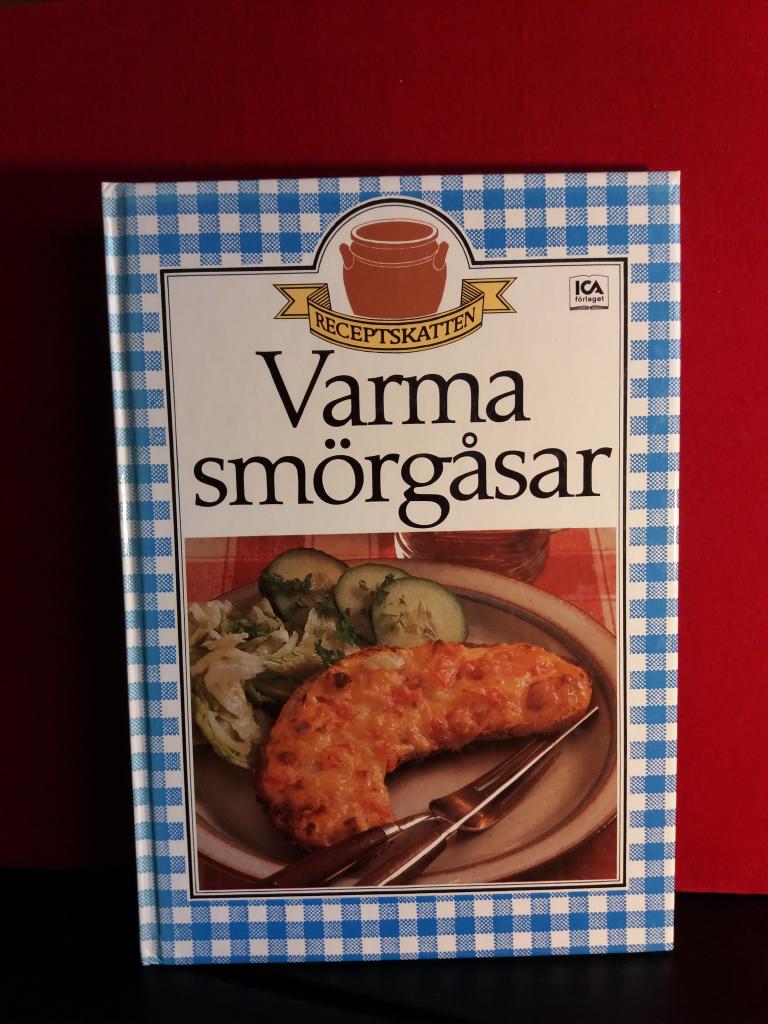 ICA
förlaget
RECEPTSKATTEN
Varma
smörgåsar